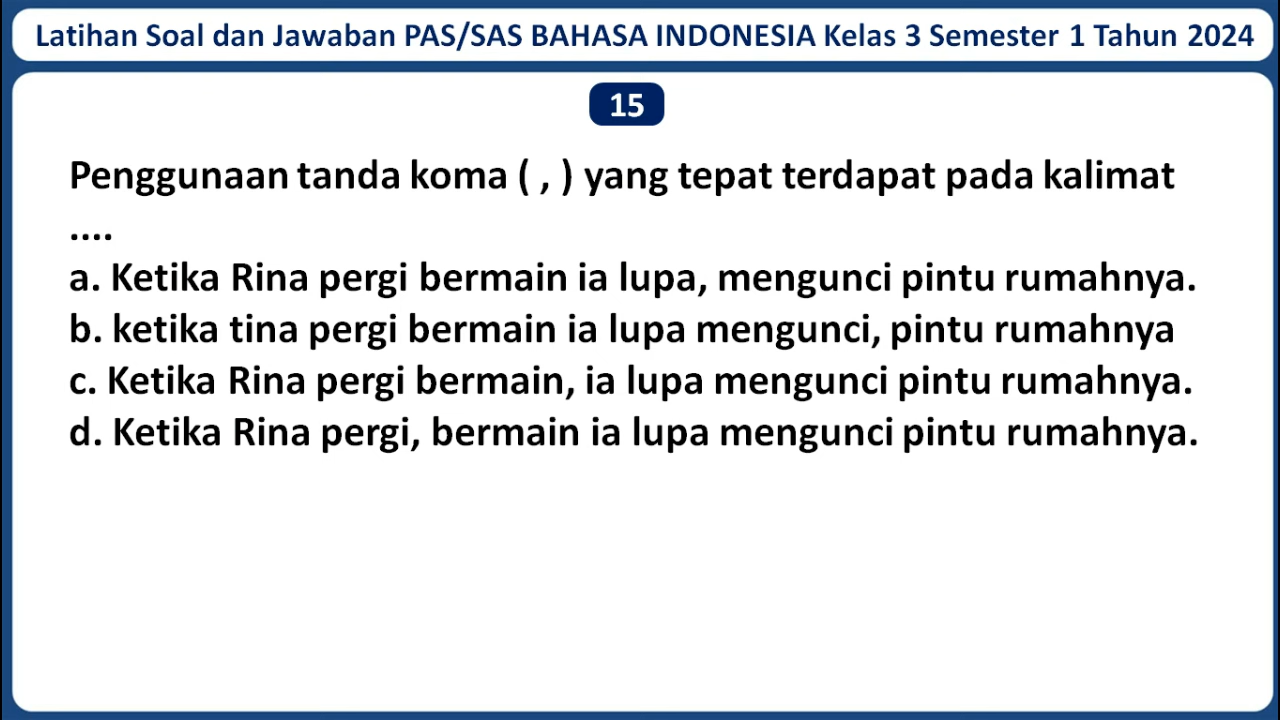 Latihan Soal dan Jawaban PAS/SAS BAHASA INDONESIA Kelas 3 Semester 1 Tahun 2024
15
Penggunaan tanda koma ( , ) yang tepat terdapat pada kalimat
....
a. Ketika Rina pergi bermain ia lupa, mengunci pintu rumahnya.
b. ketika tina pergi bermain ia lupa mengunci, pintu rumahnya
c. Ketika Rina pergi bermain, ia lupa mengunci pintu rumahnya.
d. Ketika Rina pergi, bermain ia lupa mengunci pintu rumahnya.